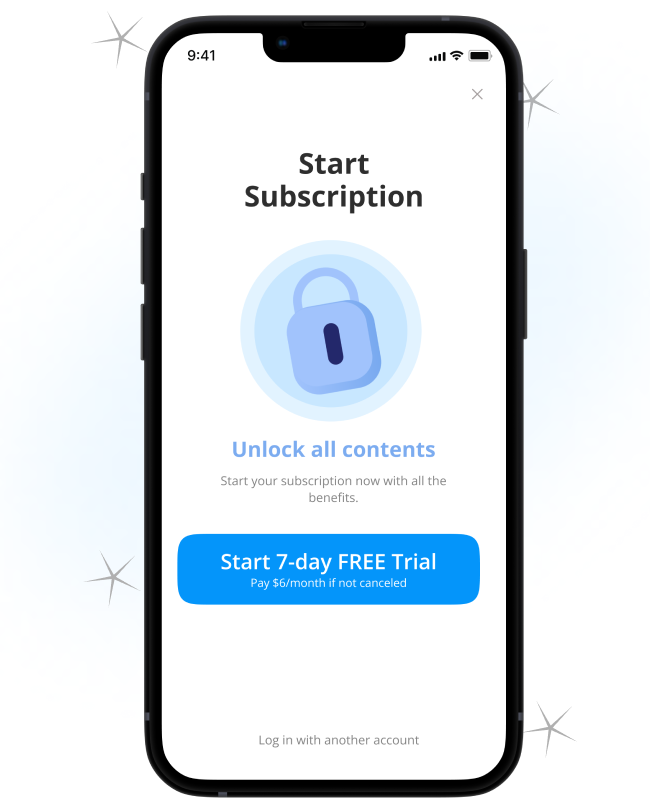 9:41
Start
Subscription
Unlock all contents
Start your subscription now with all the
benefits.
Start 7-day FREE Trial
Pay $6/month if not canceled
Log in with another account